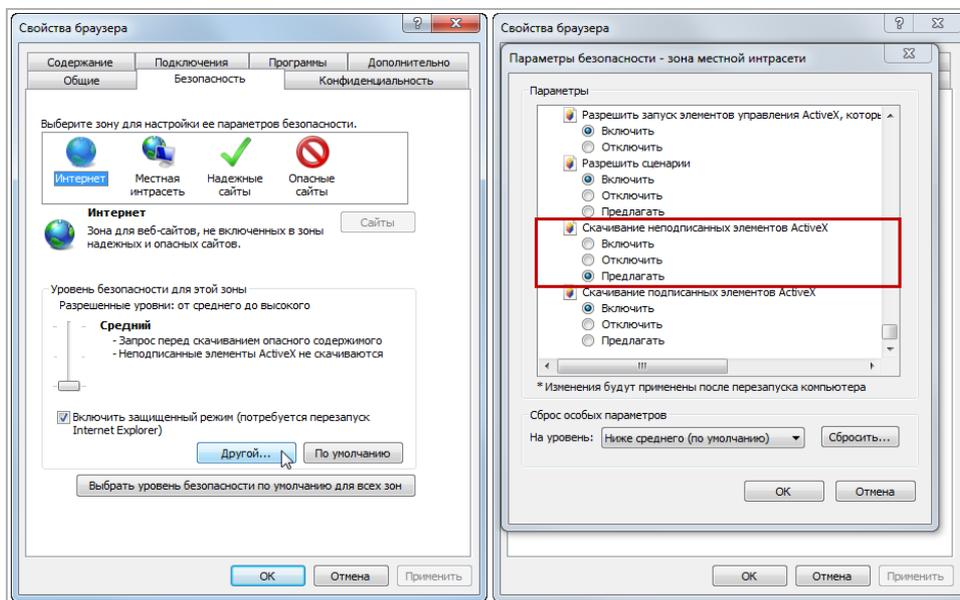 Свойства браузера
Содержание Подключения Программы Дополнительно
Общие Безопасность Конфиденциальность
Выберите зону для настройки ее параметров безопасности.
Интернет Местная интрасеть Надежные сайты Опасные сайты
Интернет
Сайты
Зона для веб-сайтов, не включенных в зоны
надежных и опасных сайтов.
Уровень безопасности для этой зоны
Разрешенные уровни: от среднего до высокого
Средний
- Запрос перед скачиванием опасного содержимого
- Неподписанные элементы ActiveX не скачиваются
Включить защищенный режим (потребуется перезапуск
Internet Explorer)
Другой... По умолчанию
Выбрать уровень безопасности по умолчанию для всех зон
ОК Отмена Применить
Свойства браузера
Параметры безопасности - зона местной интрасети
Параметры
Разрешить запуск элементов управления ActiveX, которы
Включить
Отключить
Разрешить сценарии
Включить
Отключить
Предлагать
Скачивание неподписанных элементов ActiveX
Включить
Отключить
Предлагать
Скачивание подписанных элементов ActiveX
Включить
Отключить
Предлагать
* Изменения будут применены после перезапуска компьютера
Сброс особых параметров
На уровень: Ниже среднего (по умолчанию) Сбросить...
ОК Отмена
ОК Отмена Применить